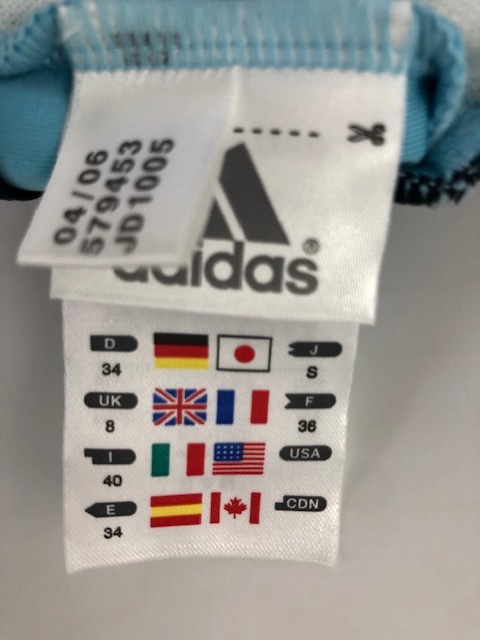 04/06
579453
JD1005
adidas®
D J
34 S
UK F
8 36
I USA
40
E CDN
34